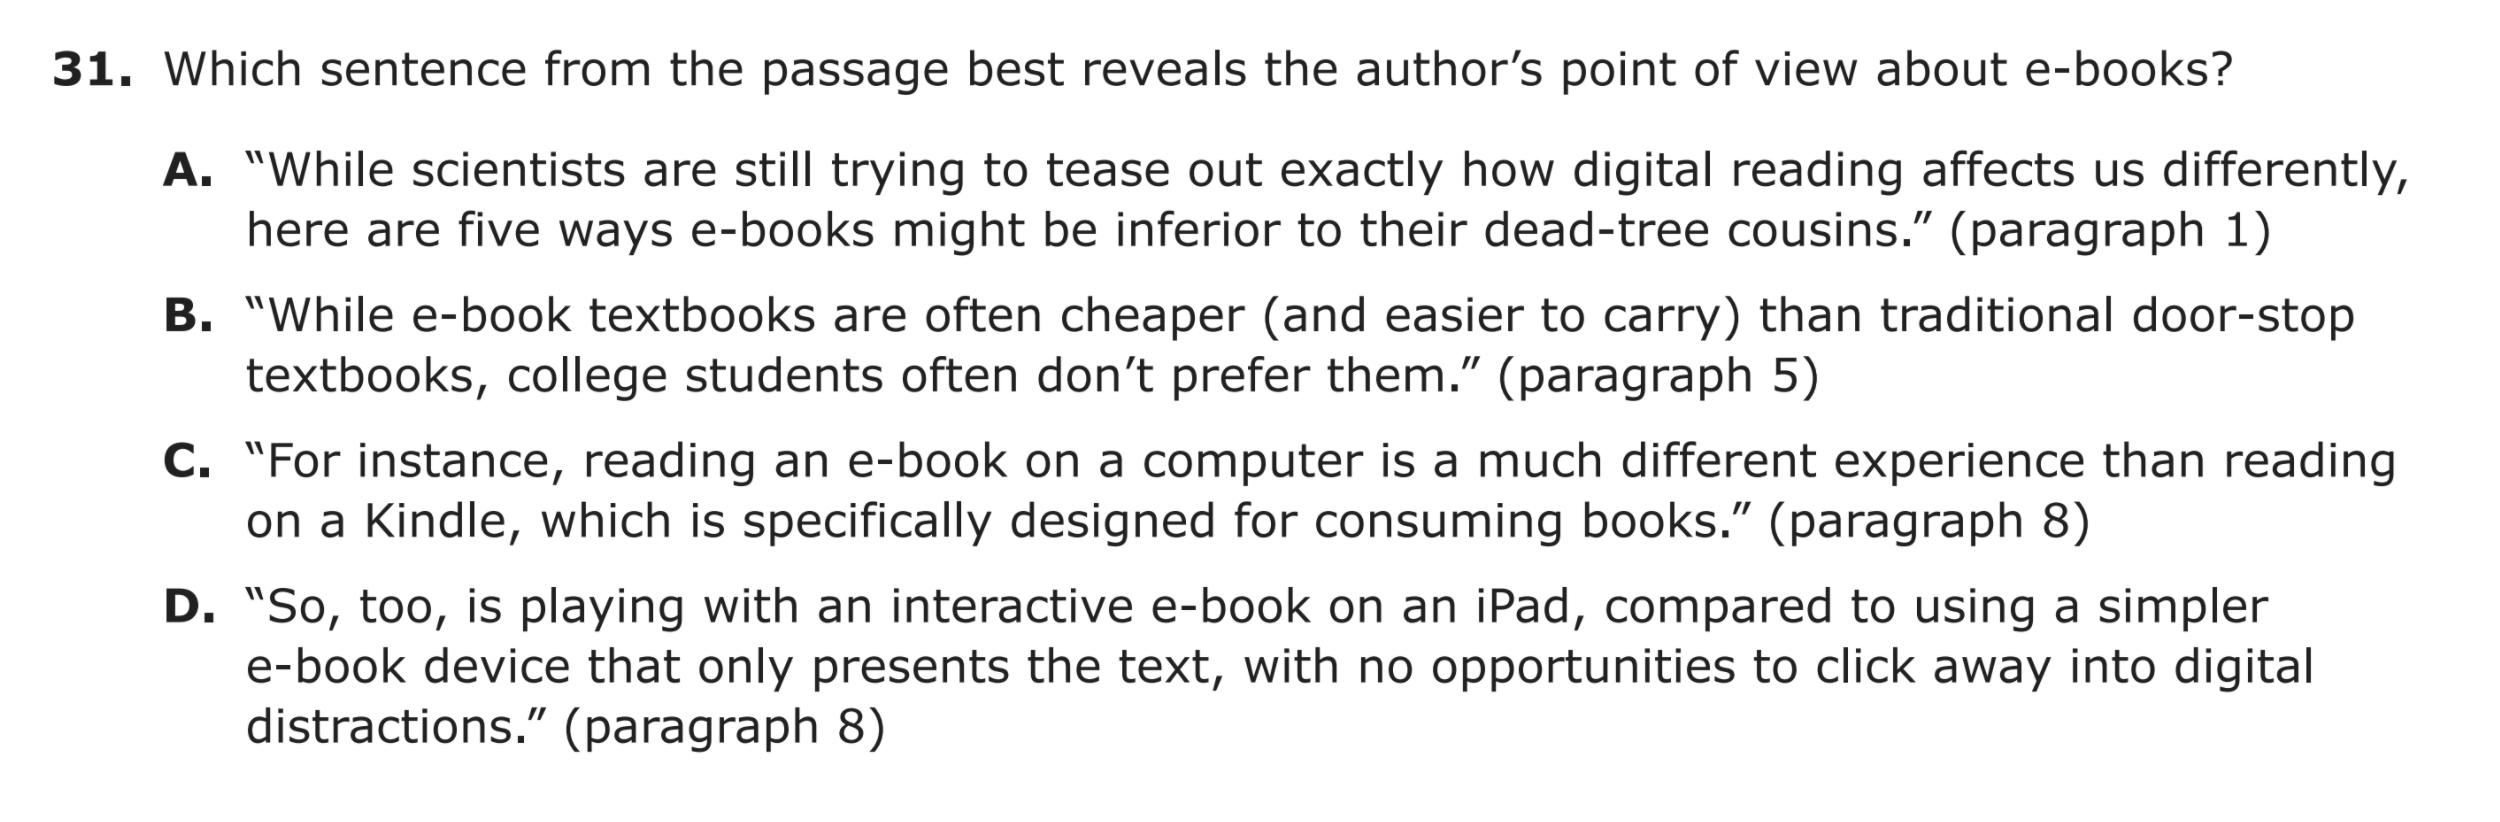 31. Which sentence from the passage best reveals the author’s point of view about e-books?
A. “While scientists are still trying to tease out exactly how digital reading affects us differently,
here are five ways e-books might be inferior to their dead-tree cousins.” (paragraph 1)
B. “While e-book textbooks are often cheaper (and easier to carry) than traditional door-stop
textbooks, college students often don’t prefer them.” (paragraph 5)
C. “For instance, reading an e-book on a computer is a much different experience than reading
on a Kindle, which is specifically designed for consuming books.” (paragraph 8)
D. “So, too, is playing with an interactive e-book on an iPad, compared to using a simpler
e-book device that only presents the text, with no opportunities to click away into digital
distractions.” (paragraph 8)